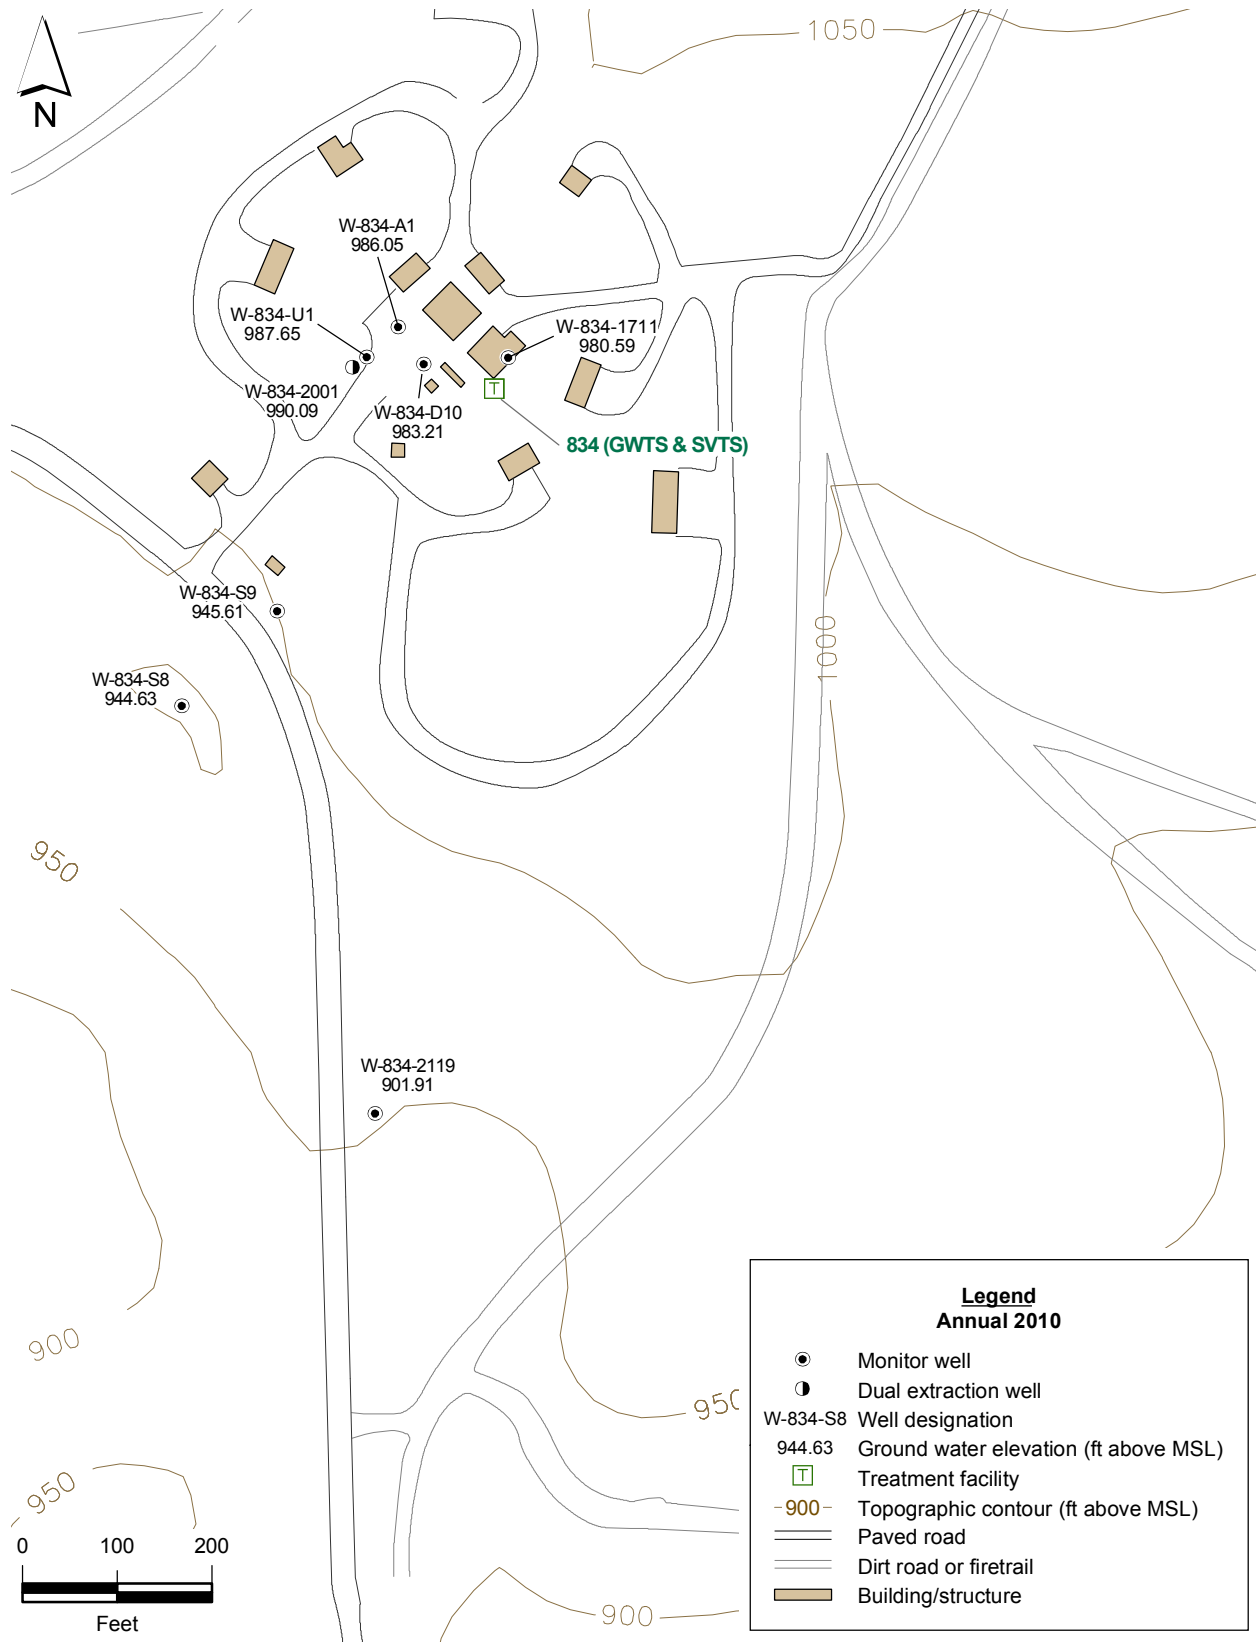 1050
N
W-834-A1
986.05
W-834-U1
987.65
W-834-1711
980.59
W-834-2001
990.09
W-834-D10
983.21
T
834 (GWTS & SVTS)
W-834-S9
945.61
1000
W-834-S8
944.63
950
W-834-2119
901.91
900
950
950
0 100 200
Feet
900
Legend
Annual 2010
Monitor well
Dual extraction well
W-834-S8 Well designation
944.63 Ground water elevation (ft above MSL)
T Treatment facility
900 Topographic contour (ft above MSL)
Paved road
Dirt road or firetrail
Building/structure